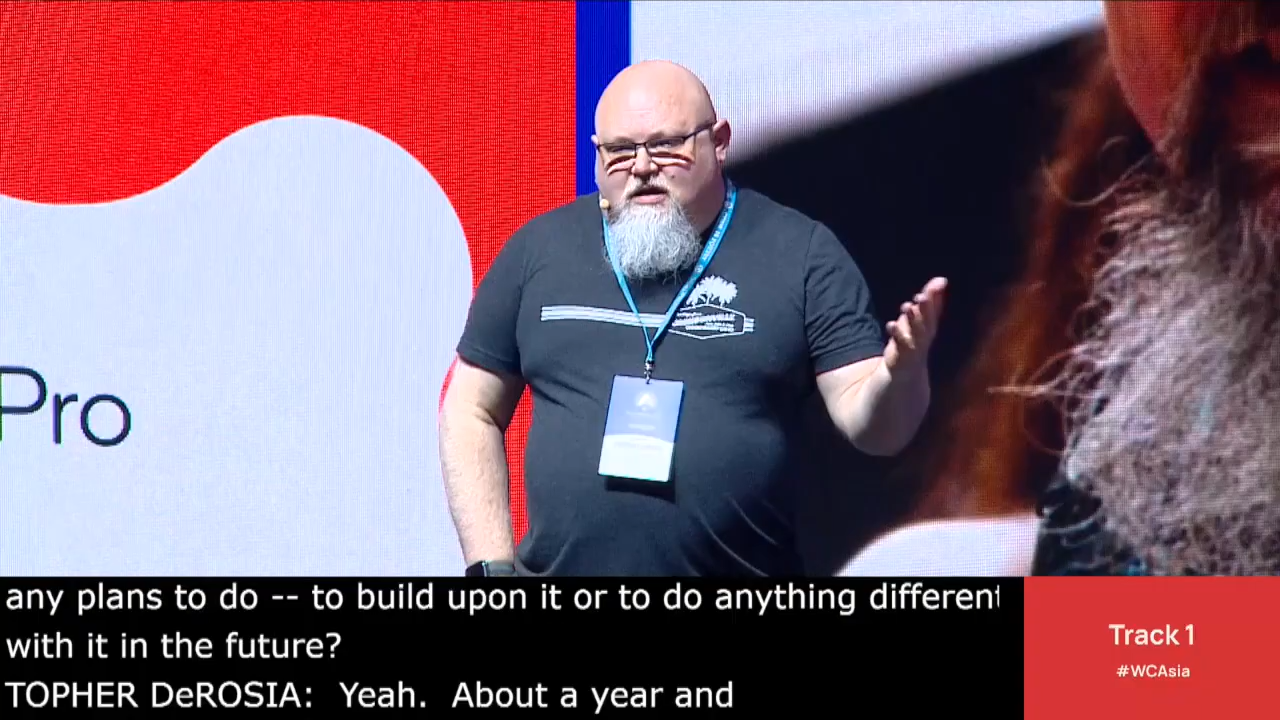 Pro
any plans to do -- to build upon it or to do anything different
with it in the future?
TOPHER DeROSIA:  Yeah.  About a year and
Track 1
#WCAsia